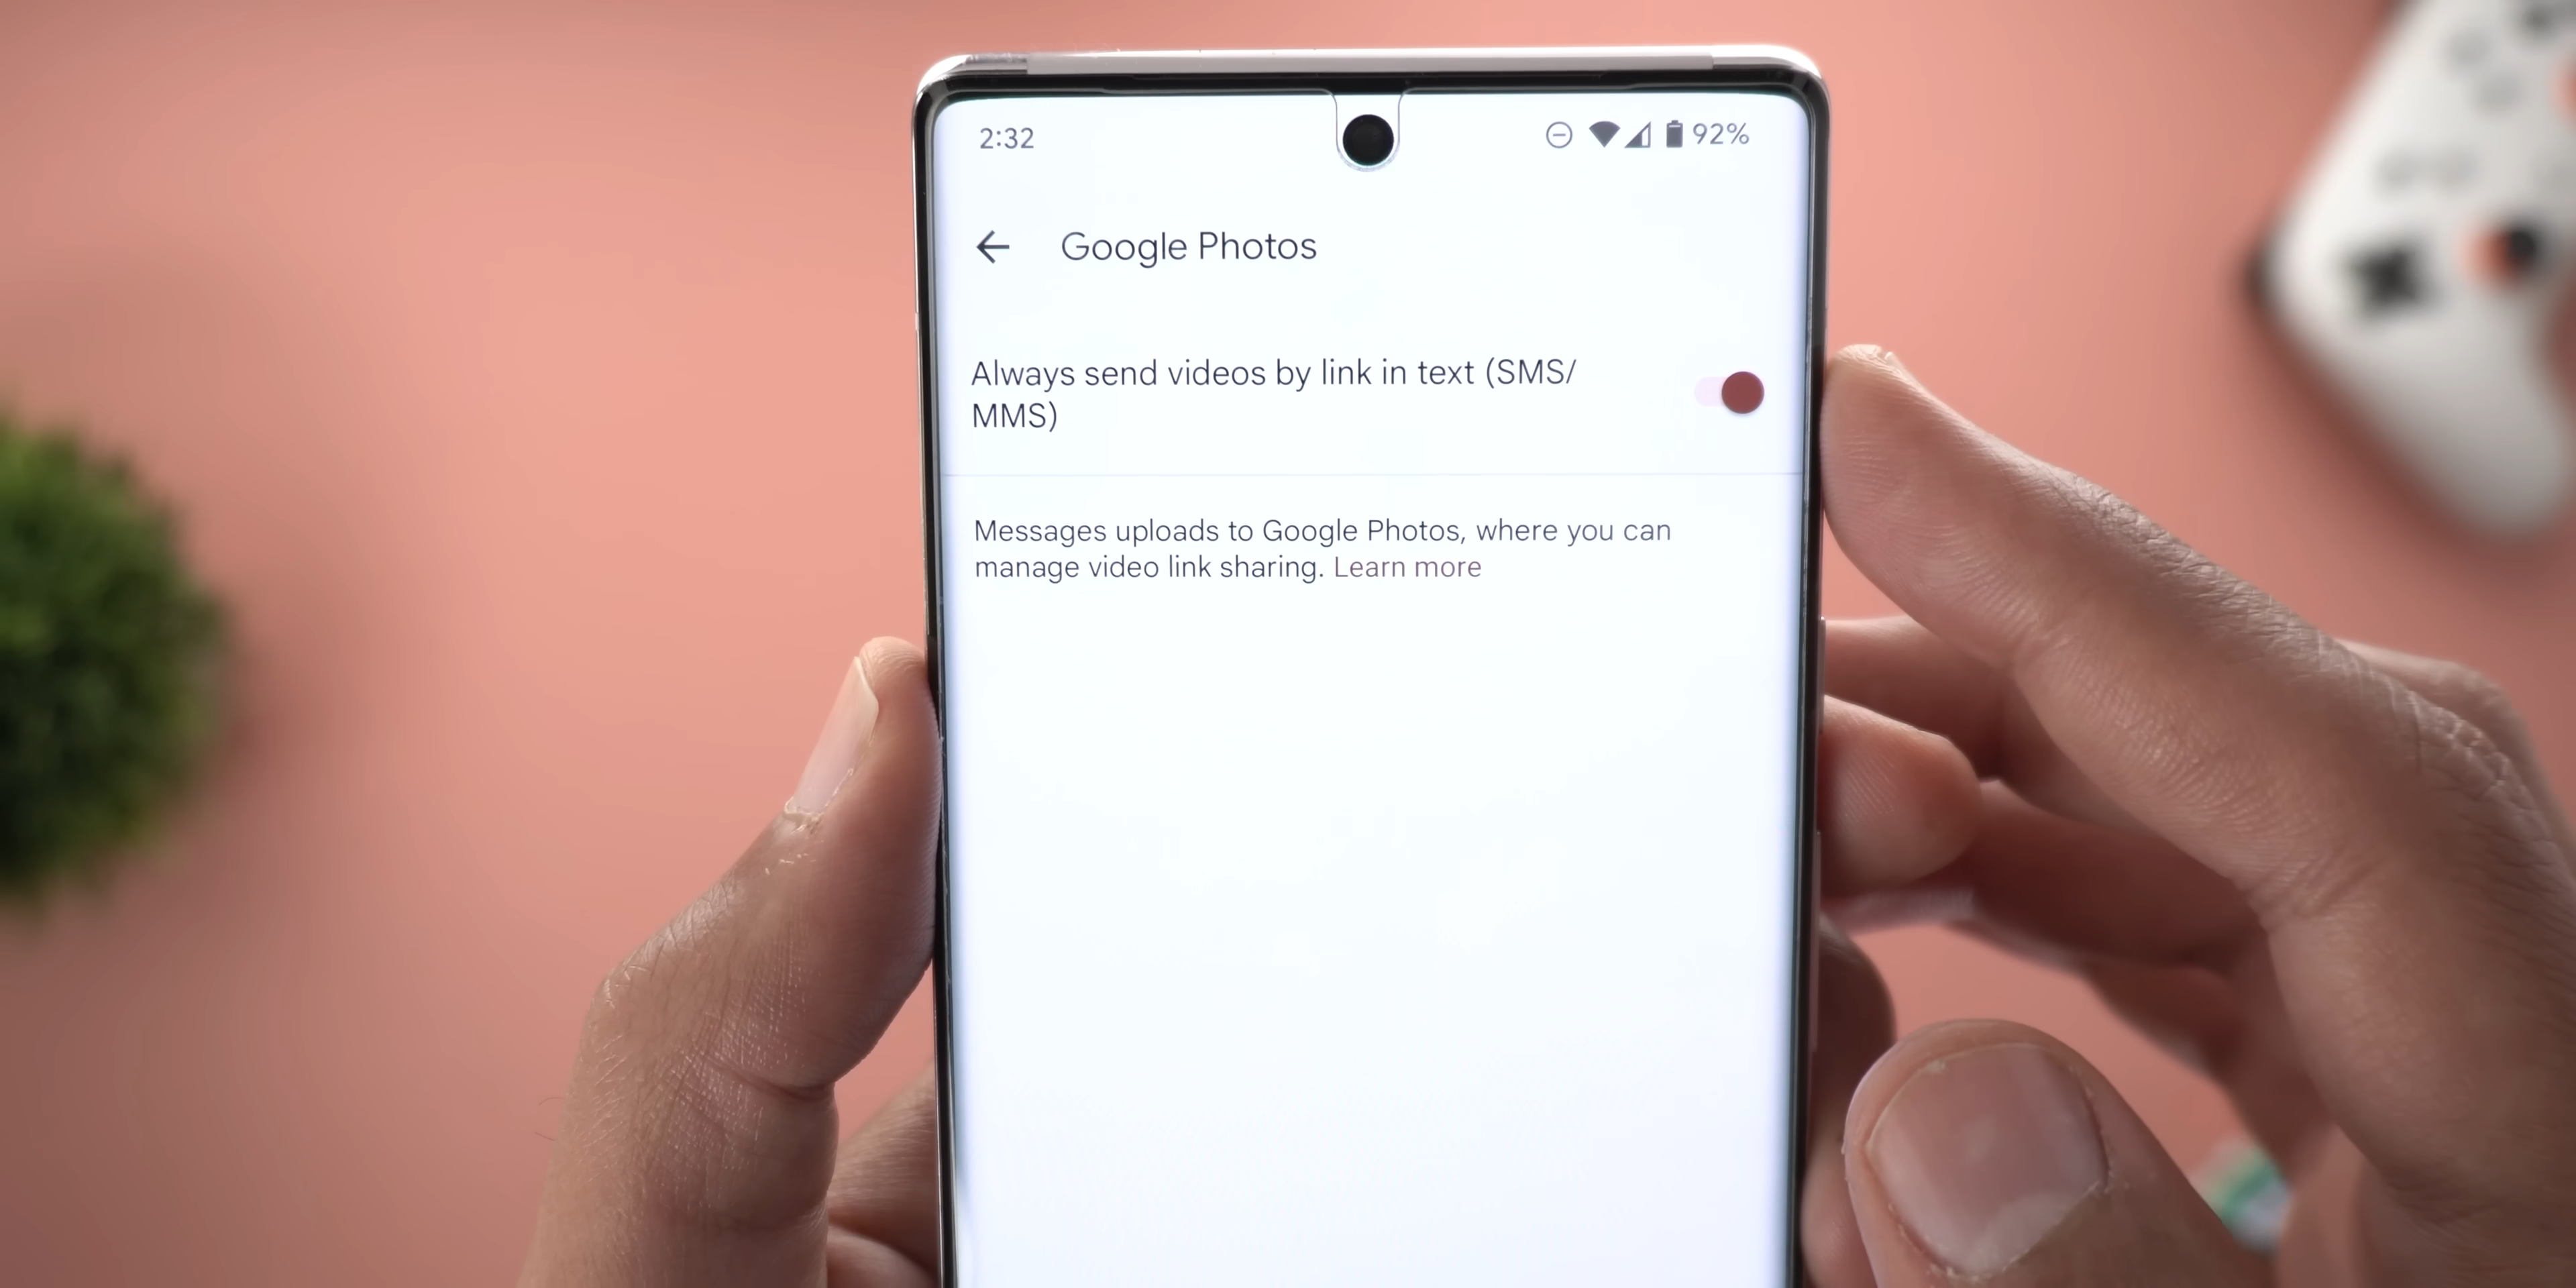 2:32
92%
Google Photos
Always send videos by link in text (SMS/
MMS)
Messages uploads to Google Photos, where you can
manage video link sharing. Learn more